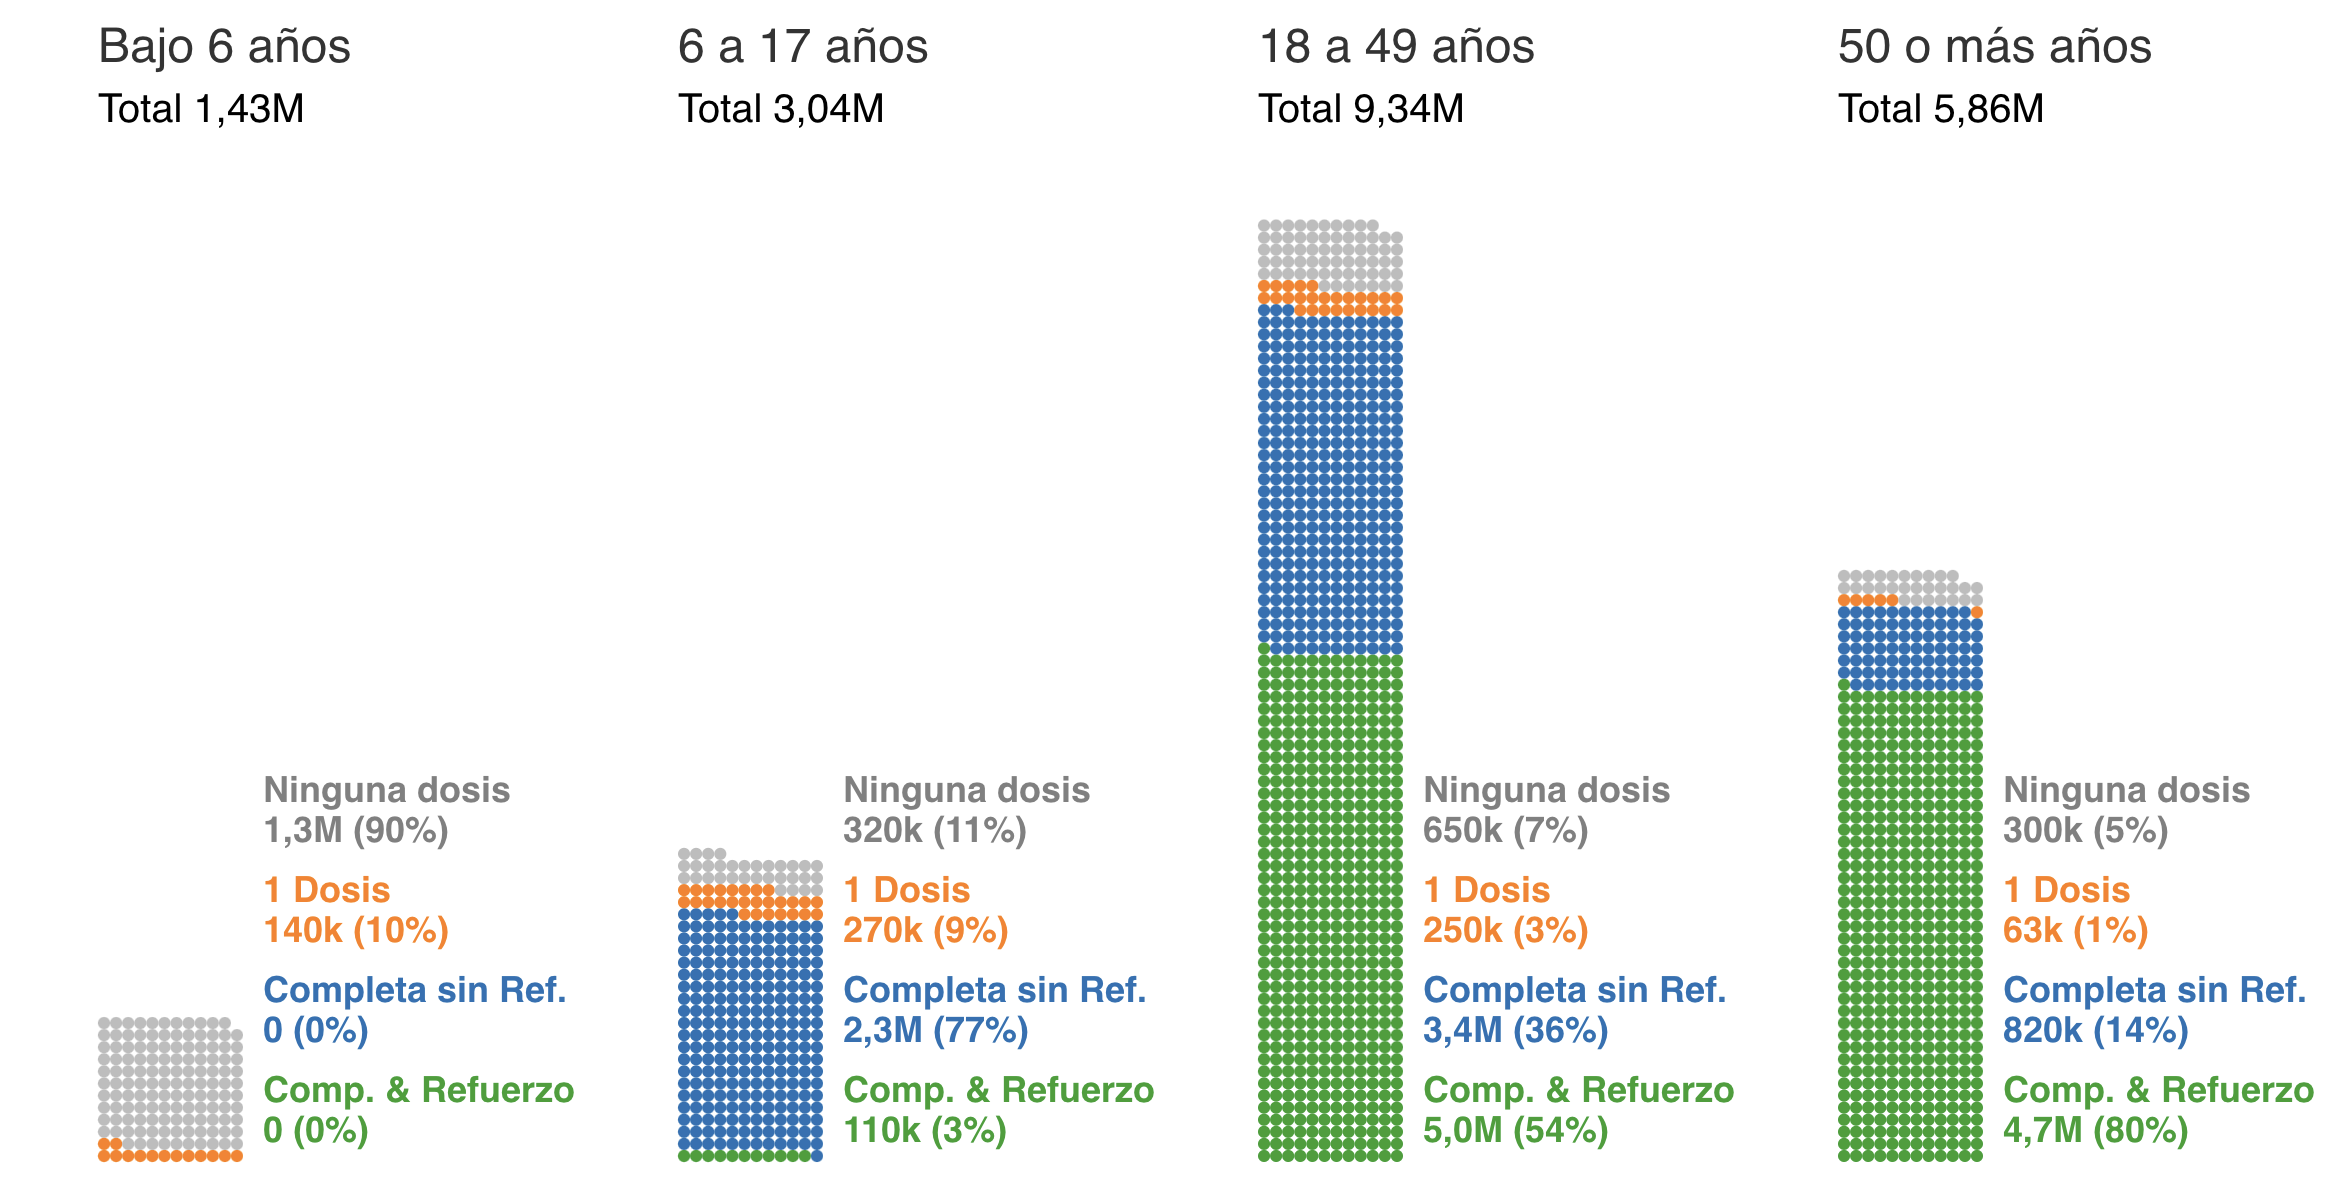 Bajo 6 años
Total 1,43M
Ninguna dosis
1,3M (90%)
1 Dosis
140k (10%)
Completa sin Ref.
0 (0%)
Comp. & Refuerzo
0 (0%)
6 a 17 años
Total 3,04M
Ninguna dosis
320k (11%)
1 Dosis
270k (9%)
Completa sin Ref.
2,3M (77%)
Comp. & Refuerzo
110k (3%)
18 a 49 años
Total 9,34M
Ninguna dosis
650k (7%)
1 Dosis
250k (3%)
Completa sin Ref.
3,4M (36%)
Comp. & Refuerzo
5,0M (54%)
50 o más años
Total 5,86M
Ninguna dosis
300k (5%)
1 Dosis
63k (1%)
Completa sin Ref.
820k (14%)
Comp. & Refuerzo
4,7M (80%)